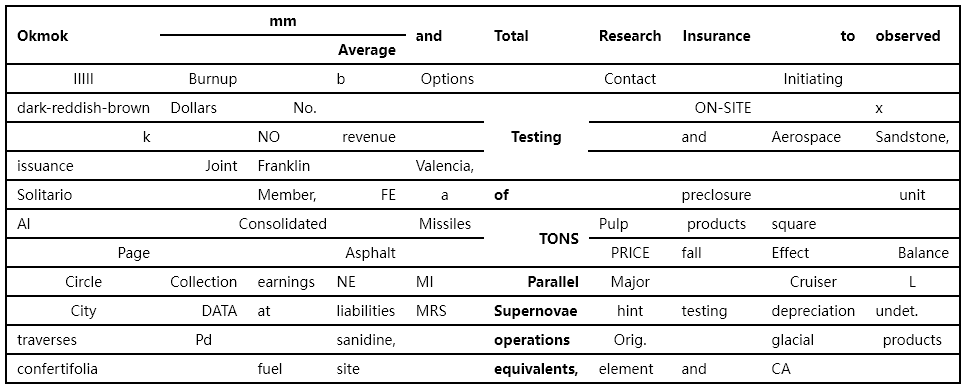 mm
Okmok and Total Research Insurance to observed
Average
IIIII Burnup b Options Contact Initiating
dark-reddish-brown Dollars No. ON-SITE x
Testing
k NO revenue and Aerospace Sandstone,
issuance Joint Franklin Valencia,
Solitario Member, FE a of preclosure unit
Al Consolidated Missiles Pulp products square
TONS
Page Asphalt PRICE fall Effect Balance
Circle Collection earnings NE MI Parallel Major Cruiser L
City DATA at liabilities MRS Supernovae hint testing depreciation undet.
traverses Pd sanidine, operations Orig. glacial products
confertifolia fuel site equivalents, element and CA